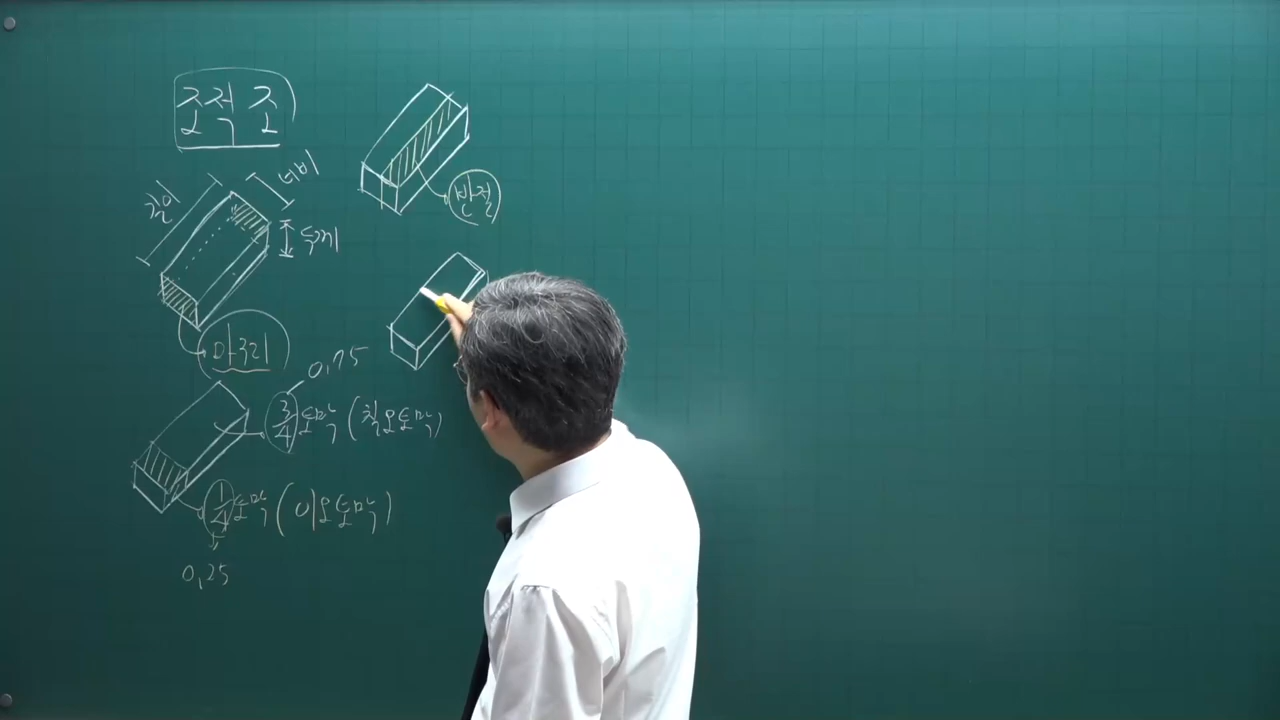 조적조
길이
너비
두께
마구리
반절
0.75
3/4 토막 (칠오토막)
1/4 토막 (이오토막)
0.25